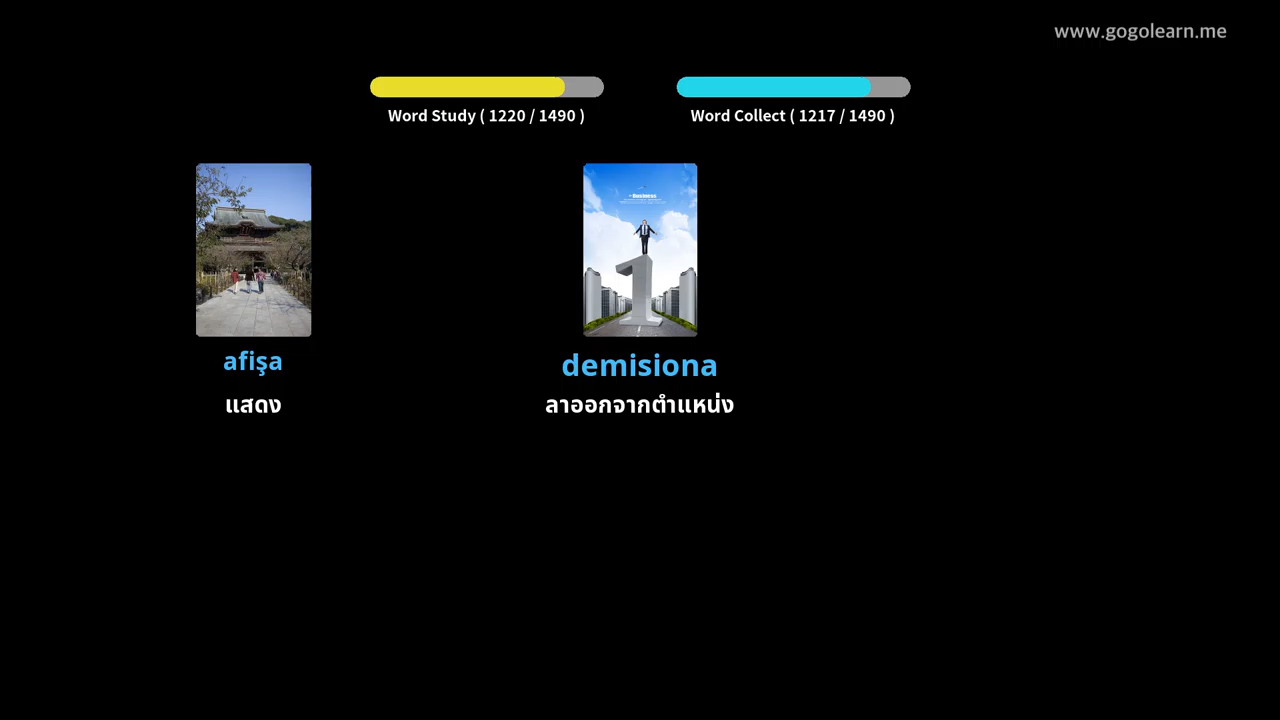 www.gogolearn.me
Word Study ( 1220 / 1490 )
Word Collect ( 1217 / 1490 )
Business
afişa
demisiona
แสดง
ลาออกจากตำแหน่ง